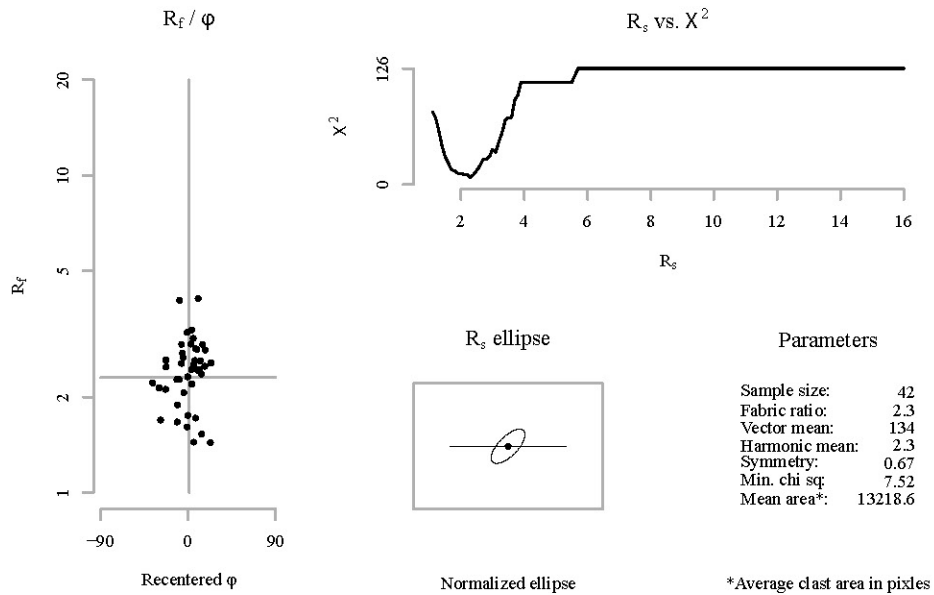 Rf / φ
20
10
5
2
1
Rf
−90 0 90
Recentered φ
Rs vs. X²
126
0
X²
2 4 6 8 10 12 14 16
Rs
Rs ellipse
Normalized ellipse
Parameters
Sample size: 42
Fabric ratio: 2.3
Vector mean: 134
Harmonic mean: 2.3
Symmetry: 0.67
Min. chi sq: 7.52
Mean area*: 13218.6
*Average clast area in pixles